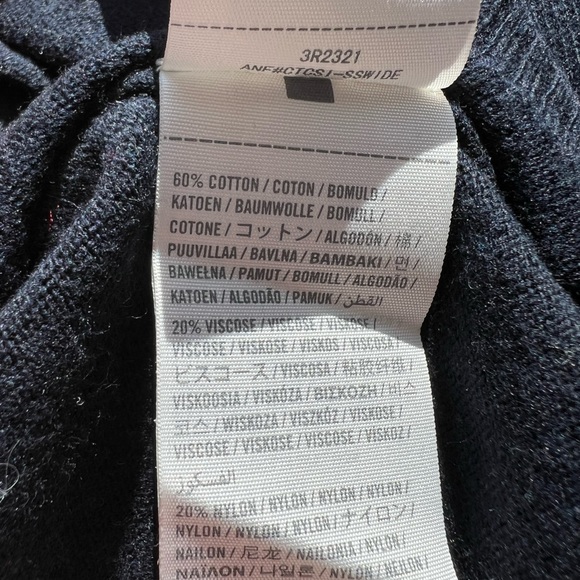 3R2321
ANF#CTCSI-SSWIDE
60% COTTON / COTON / BOMULD /
KATOEN / BAUMWOLLE / BOMULL /
COTONE / コットン / ALGODÓN / 棉 /
PUUVILLAA / BAVLNA / BAMBAKI / 면 /
BAWEŁNA / PAMUT / BOMULL / ALGODÃO /
KATOEN / ALGODÃO / PAMUK / القطن
20% VISCOSE / VISCOSE / VISKOSE /
VISCOSE / VISKOSE / VISKOS / VISCOSA /
ビスコース / VISCOSA / 粘胶纤维 /
VISKOOSIA / VISKÓZA / ΒΙΣΚΟΖΗ / 비스
코스 / WISKOZA / VISZKÓZ / VISKOSE /
VISCOSE / VISKOSE / VISCOSE / VISKOZ /
الفسكوز
20% NYLON / NYLON / NYLON / NYLON /
NYLON / NYLON / NYLON / ナイロン /
NAILON / 尼龙 / NAILONIA / NYLON /
ΝΑΪΛΟΝ / 나일론 / NYLON / NYLON /